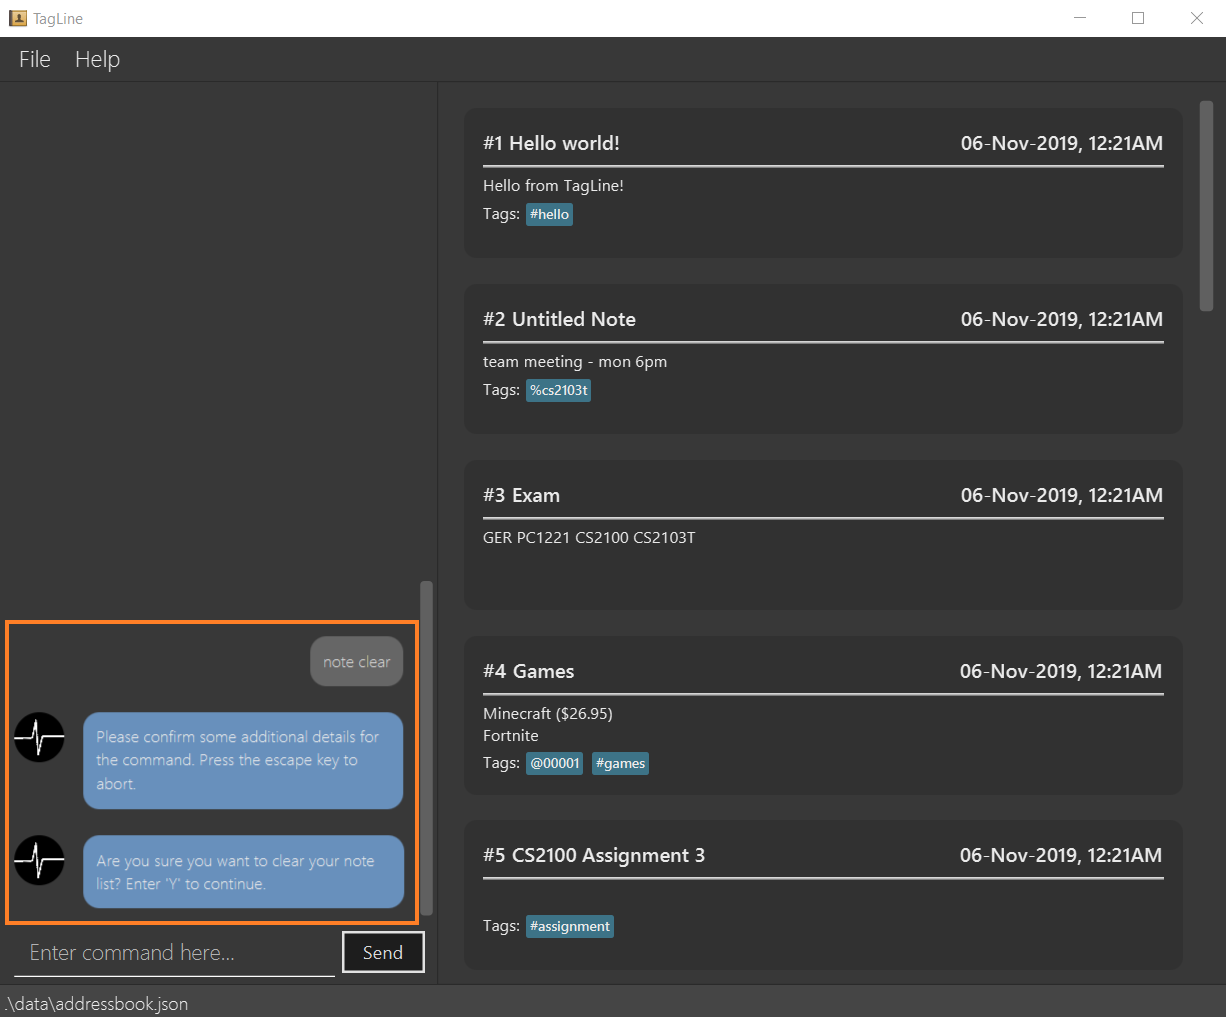 TagLine
File Help
note clear
Please confirm some additional details for
the command. Press the escape key to
abort.
Are you sure you want to clear your note
list? Enter 'Y' to continue.
Enter command here...
Send
#1 Hello world! 06-Nov-2019, 12:21AM
Hello from TagLine!
Tags: #hello
#2 Untitled Note 06-Nov-2019, 12:21AM
team meeting - mon 6pm
Tags: %cs2103t
#3 Exam 06-Nov-2019, 12:21AM
GER PC1221 CS2100 CS2103T
#4 Games 06-Nov-2019, 12:21AM
Minecraft ($26.95)
Fortnite
Tags: @00001 #games
#5 CS2100 Assignment 3 06-Nov-2019, 12:21AM
Tags: #assignment
.\data\addressbook.json